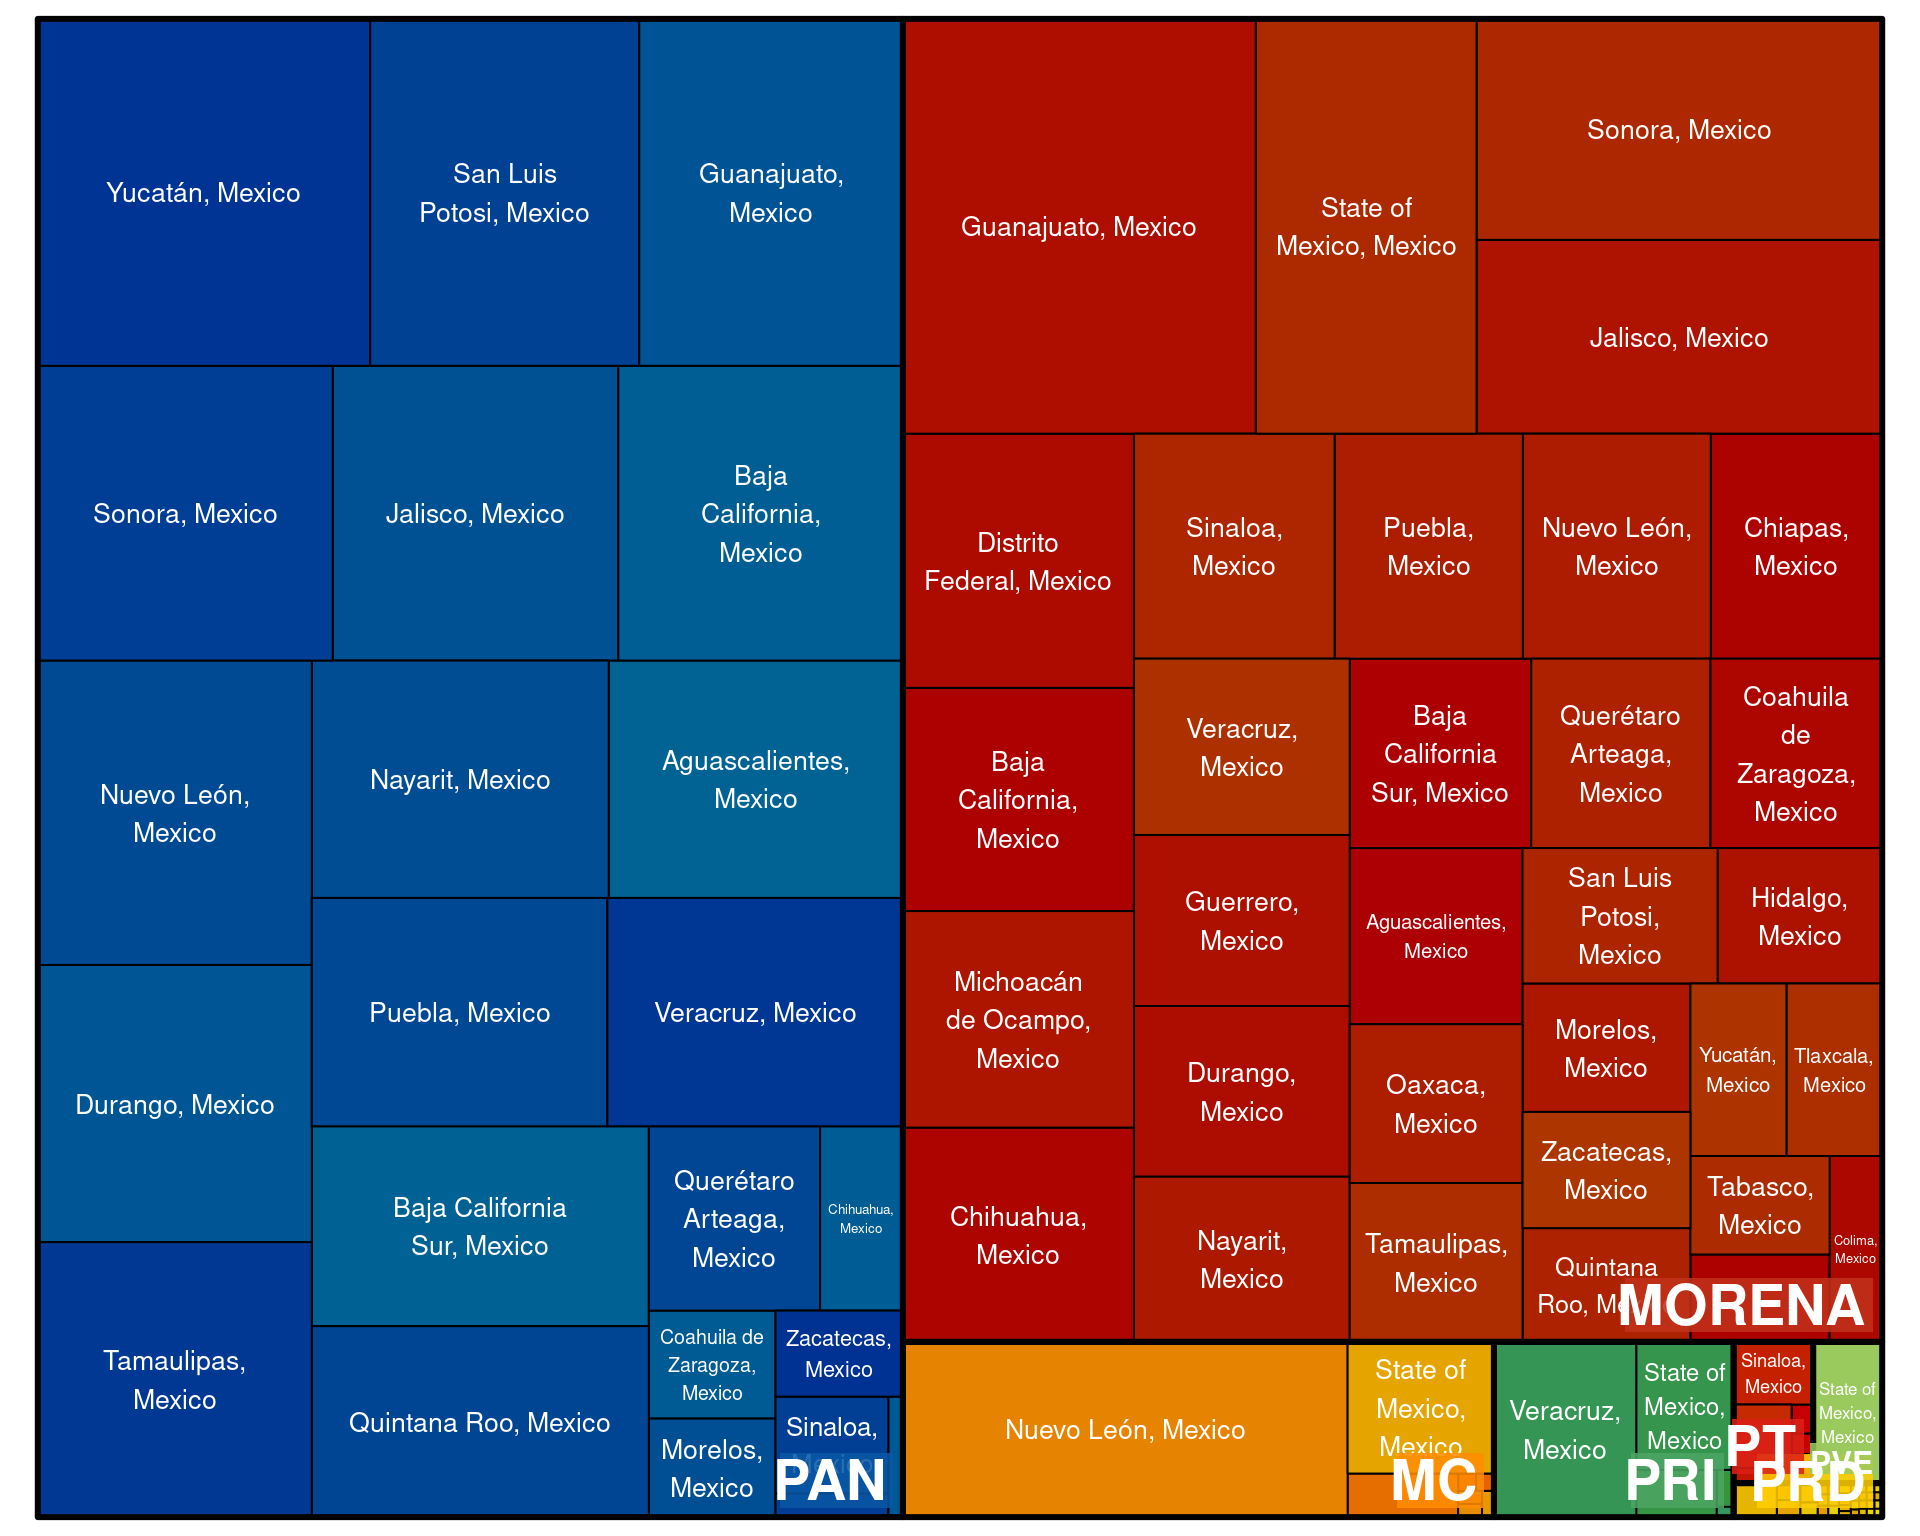 Yucatán, Mexico
San Luis
Potosi, Mexico
Guanajuato,
Mexico
Sonora, Mexico
Jalisco, Mexico
Baja
California,
Mexico
Nuevo León,
Mexico
Nayarit, Mexico
Aguascalientes,
Mexico
Durango, Mexico
Puebla, Mexico
Veracruz, Mexico
Tamaulipas,
Mexico
Baja California
Sur, Mexico
Querétaro
Arteaga,
Mexico
Chihuahua,
Mexico
Quintana Roo, Mexico
Coahuila de
Zaragoza,
Mexico
Zacatecas,
Mexico
Morelos,
Mexico
Sinaloa,
Mexico
PAN
Guanajuato, Mexico
State of
Mexico, Mexico
Sonora, Mexico
Jalisco, Mexico
Distrito
Federal, Mexico
Sinaloa,
Mexico
Puebla,
Mexico
Nuevo León,
Mexico
Chiapas,
Mexico
Baja
California,
Mexico
Veracruz,
Mexico
Baja
California
Sur, Mexico
Querétaro
Arteaga,
Mexico
Coahuila
de
Zaragoza,
Mexico
Michoacán
de Ocampo,
Mexico
Guerrero,
Mexico
Aguascalientes,
Mexico
San Luis
Potosi,
Mexico
Hidalgo,
Mexico
Chihuahua,
Mexico
Durango,
Mexico
Oaxaca,
Mexico
Morelos,
Mexico
Yucatán,
Mexico
Tlaxcala,
Mexico
Nayarit,
Mexico
Tamaulipas,
Mexico
Zacatecas,
Mexico
Tabasco,
Mexico
Colima,
Mexico
Quintana
Roo, Mexico
MORENA
Nuevo León, Mexico
State of
Mexico,
Mexico
MC
Veracruz,
Mexico
State of
Mexico,
Mexico
PRI
Sinaloa,
Mexico
PT
State of
Mexico,
Mexico
PVE
PRD